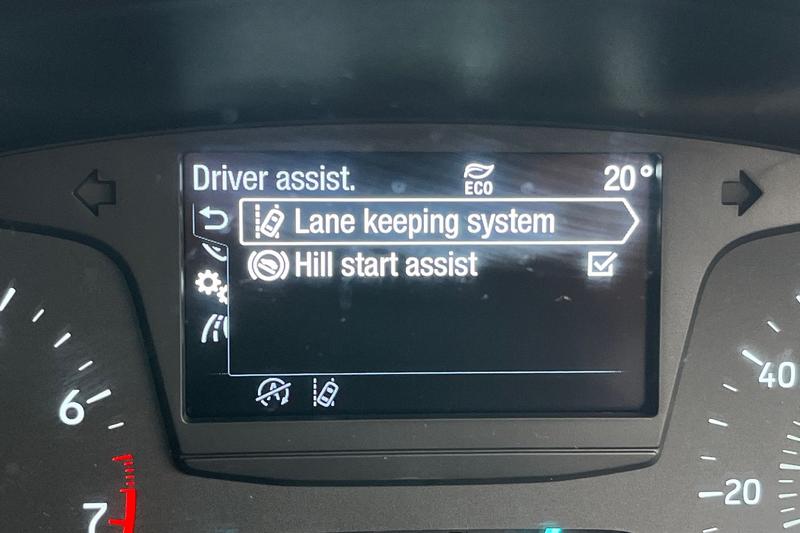 Driver assist.
ECO
20°
Lane keeping system
Hill start assist
A
6
7
40
20